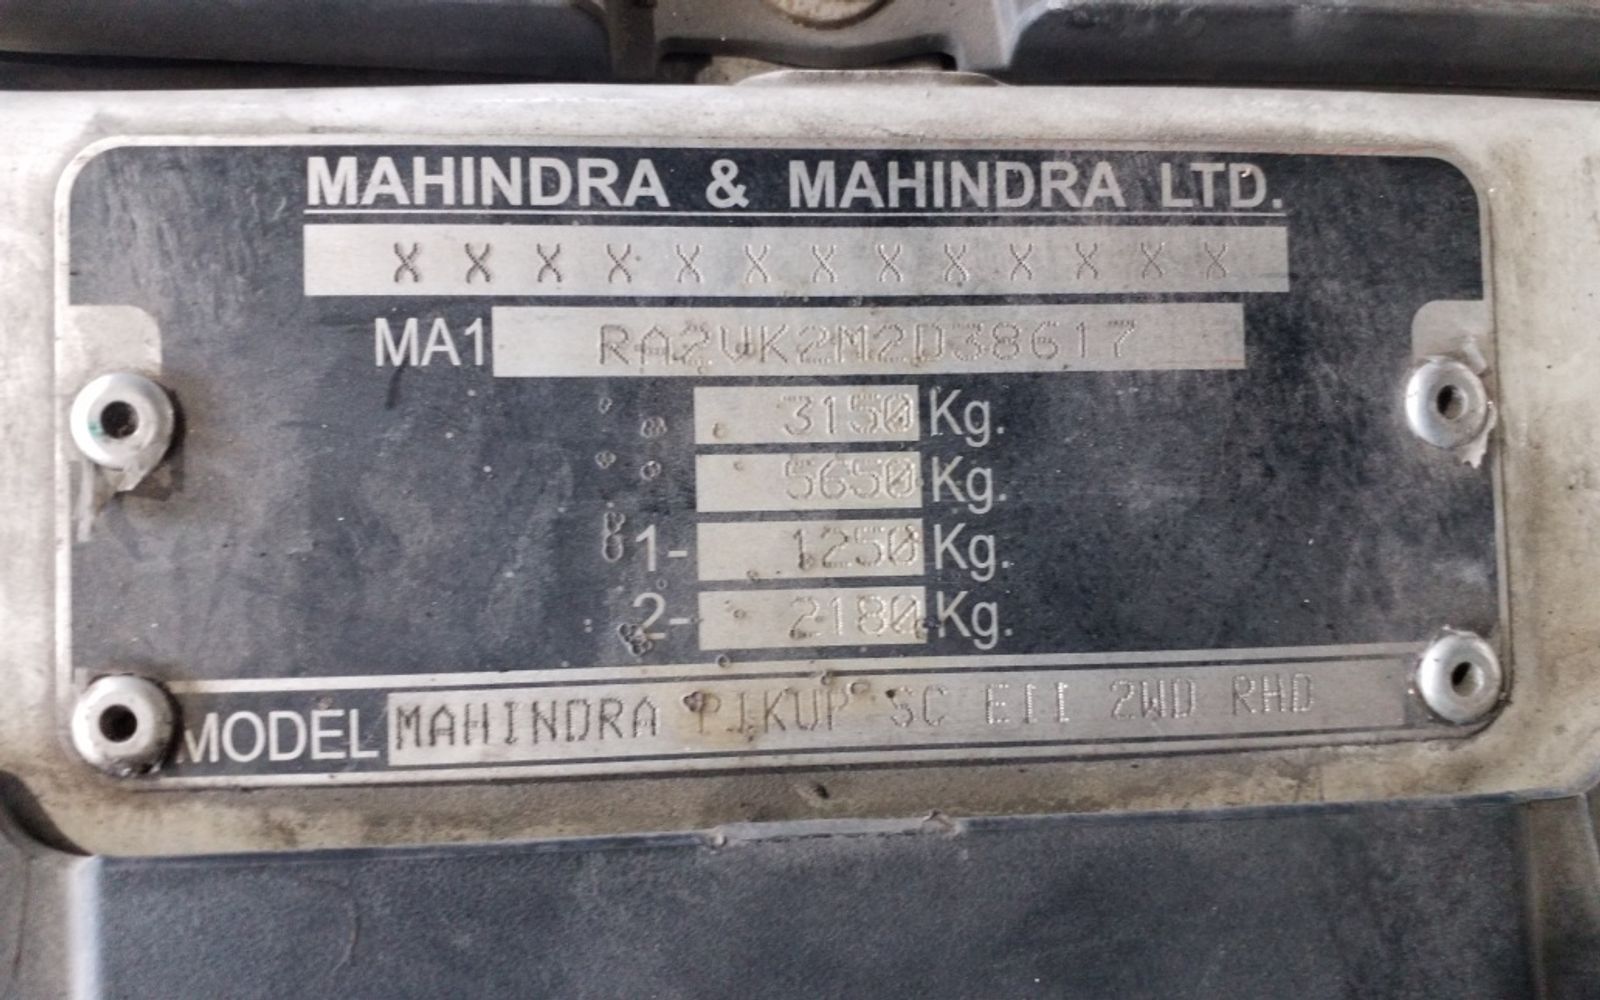 MAHINDRA & MAHINDRA LTD.
X X X X X X X X X X X X X
MA1 RA2VK2M2D38617
3150 Kg.
5650 Kg.
1- 1250 Kg.
2- 2180 Kg.
MODEL MAHINDRA PIKUP SC EII 2WD RHD